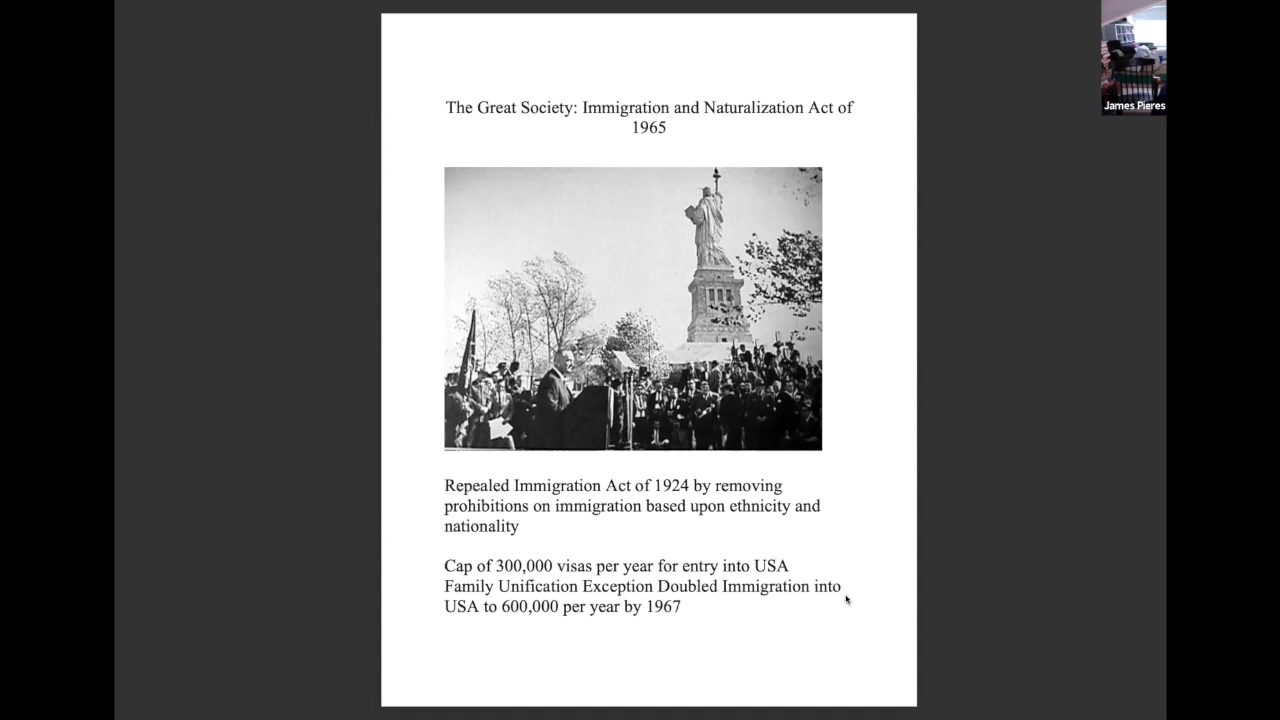 The Great Society: Immigration and Naturalization Act of
1965
Repealed Immigration Act of 1924 by removing
prohibitions on immigration based upon ethnicity and
nationality
Cap of 300,000 visas per year for entry into USA
Family Unification Exception Doubled Immigration into
USA to 600,000 per year by 1967
James Pieres